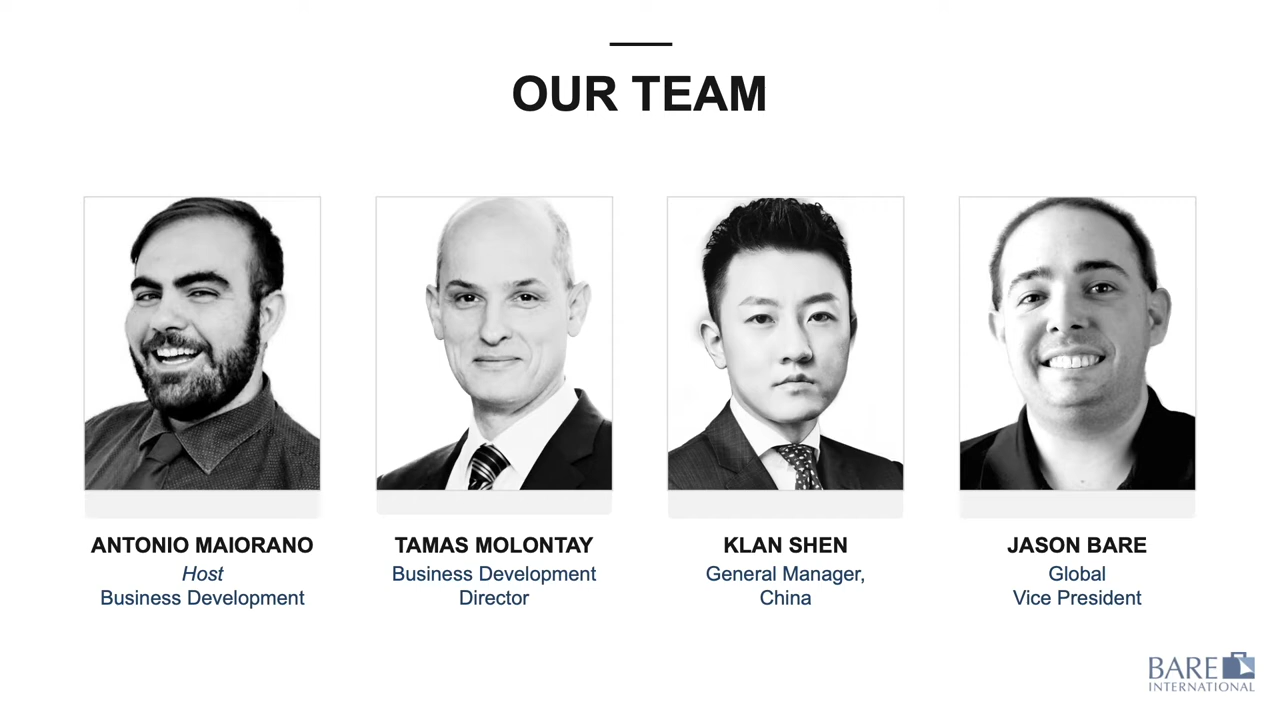 OUR TEAM
ANTONIO MAIORANO
Host
Business Development
TAMAS MOLONTAY
Business Development
Director
KLAN SHEN
General Manager,
China
JASON BARE
Global
Vice President
BARE
INTERNATIONAL